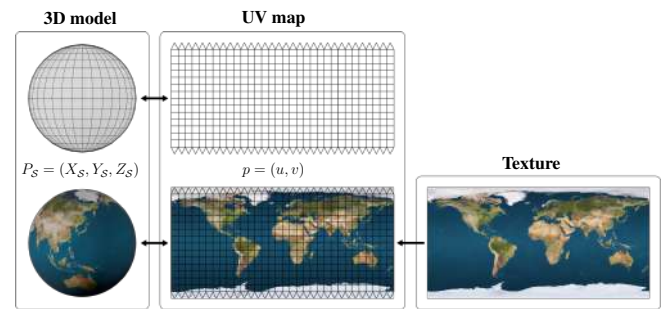 3D model
UV map
P_S = (X_S, Y_S, Z_S)
p = (u, v)
Texture